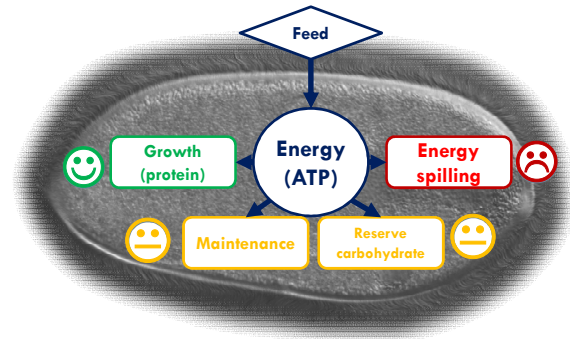 Feed
Growth
(protein)
Energy
(ATP)
Energy
spilling
Maintenance
Reserve
carbohydrate